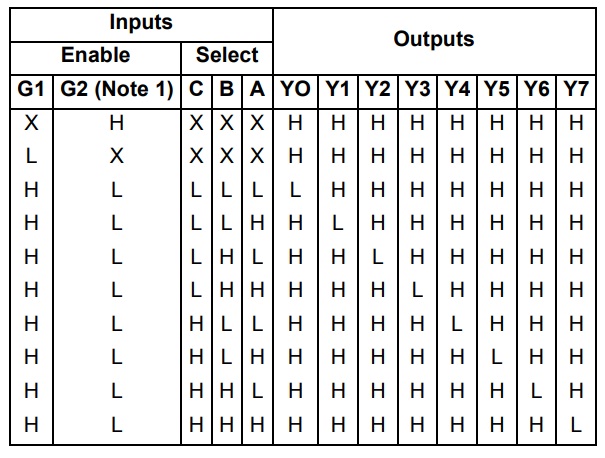 Inputs Outputs
Enable Select
G1 G2 (Note 1) C B A YO Y1 Y2 Y3 Y4 Y5 Y6 Y7
X H X X X H H H H H H H H
L X X X X H H H H H H H H
H L L L L L H H H H H H H
H L L L H H L H H H H H H
H L L H L H H L H H H H H
H L L H H H H H L H H H H
H L H L L H H H H L H H H
H L H L H H H H H H L H H
H L H H L H H H H H H L H
H L H H H H H H H H H H L